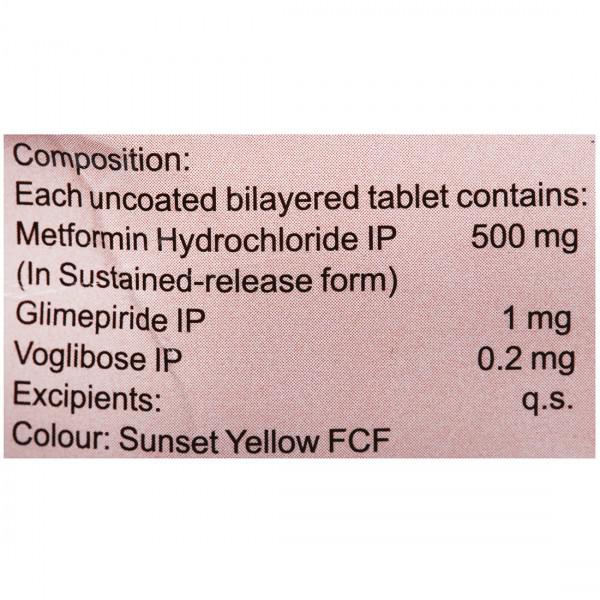 Composition:
Each uncoated bilayered tablet contains:
Metformin Hydrochloride IP 500 mg
(In Sustained-release form)
Glimepiride IP 1 mg
Voglibose IP 0.2 mg
Excipients: q.s.
Colour: Sunset Yellow FCF